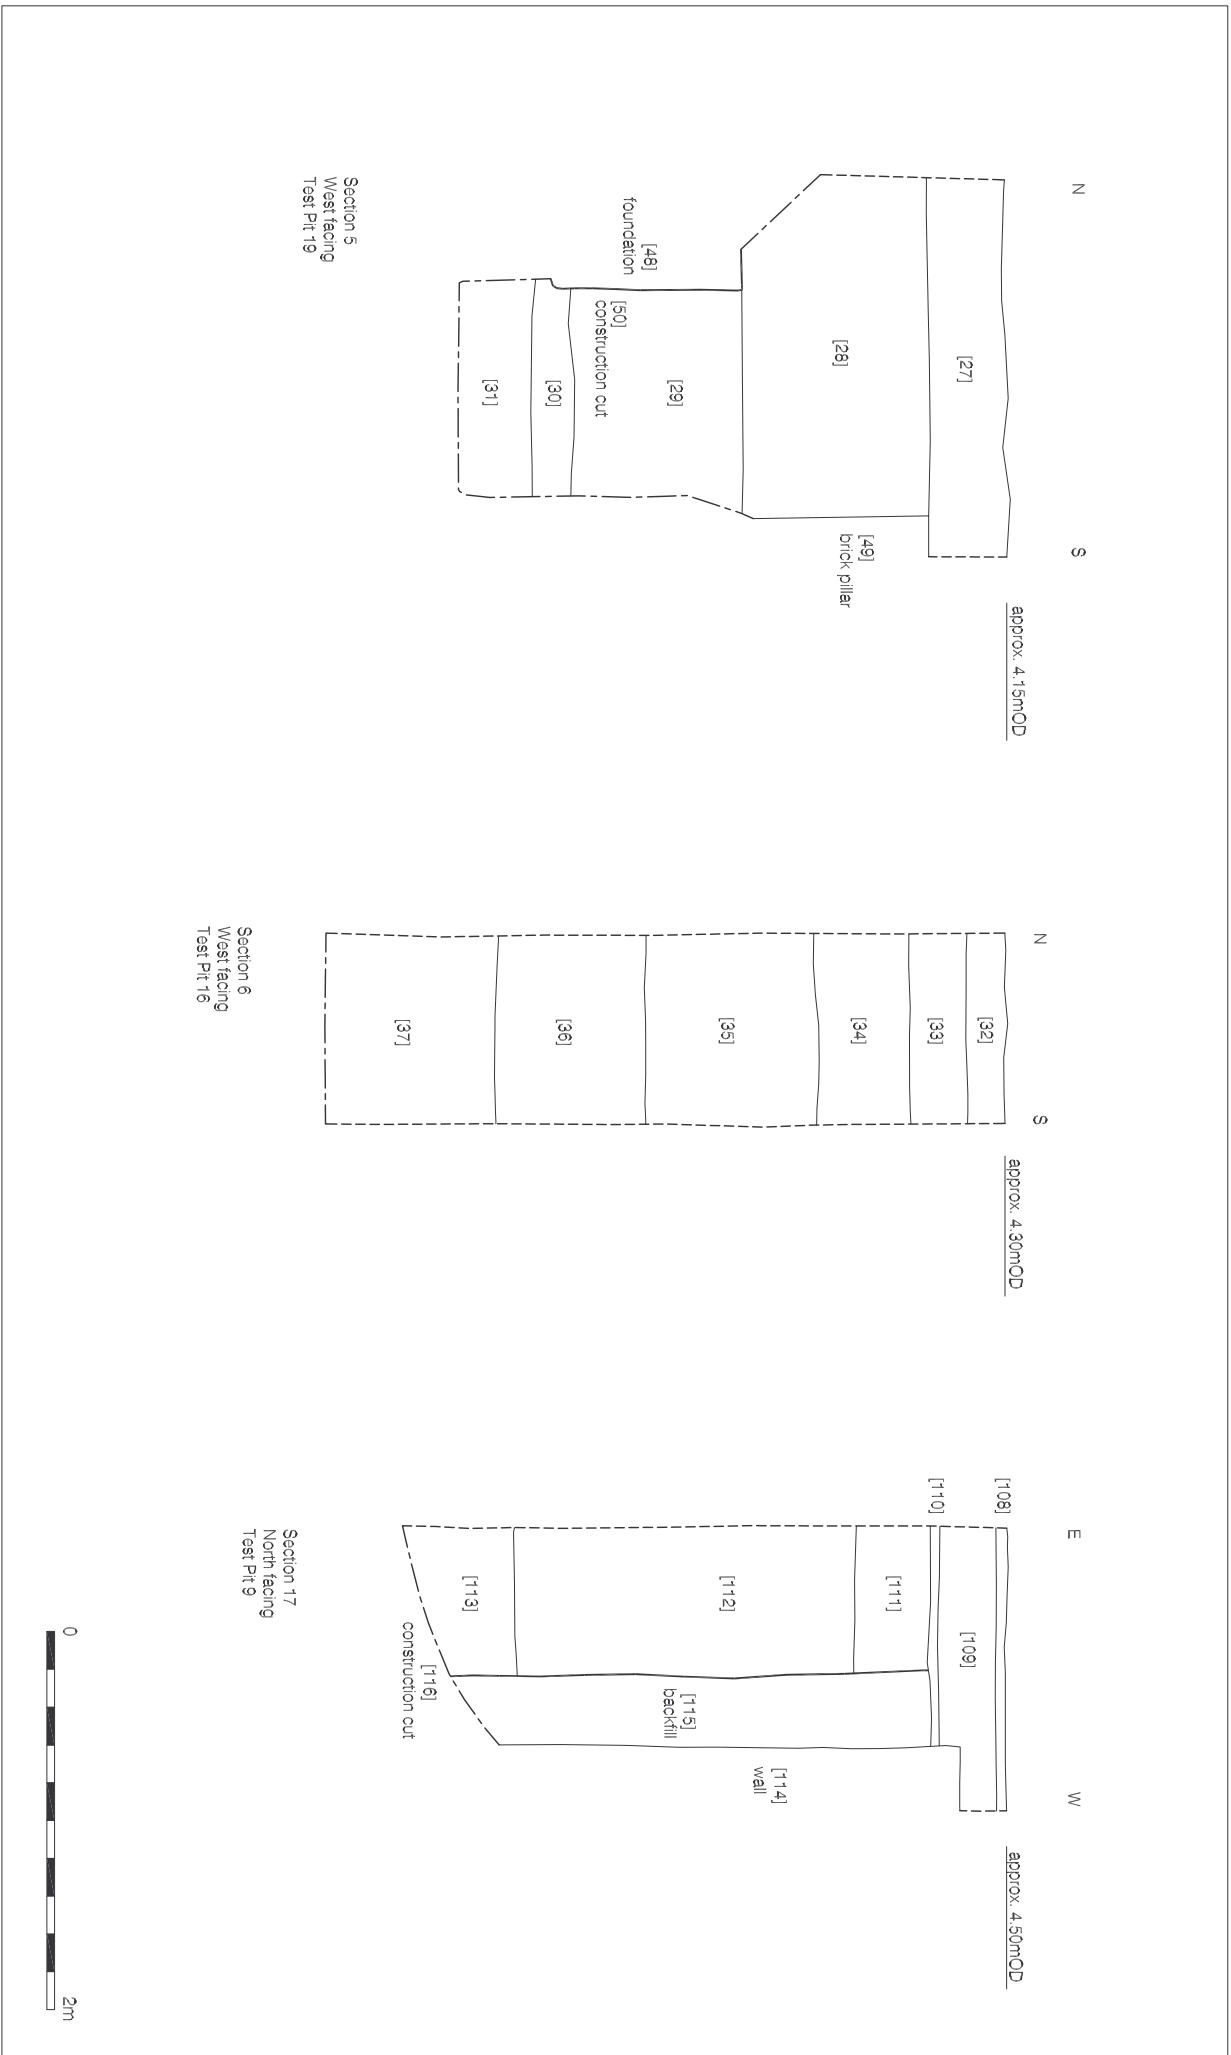 N
S
approx. 4.15mOD
[27]
[28]
[49]
brick pillar
[48]
foundation
[29]
[50]
construction cut
[30]
[31]
Section 5
West facing
Test Pit 19
N
S
approx. 4.30mOD
[32]
[33]
[34]
[35]
[36]
[37]
Section 6
West facing
Test Pit 16
E
W
approx. 4.50mOD
[108]
[109]
[110]
[111]
[112]
[114]
wall
[115]
backfill
[113]
[116]
construction cut
Section 17
North facing
Test Pit 9
0
2m